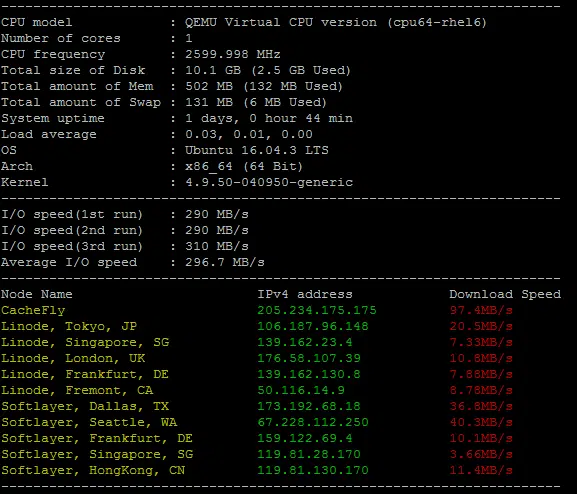 ----------------------------------------------------------------------
CPU model            : QEMU Virtual CPU version (cpu64-rhel6)
Number of cores      : 1
CPU frequency        : 2599.998 MHz
Total size of Disk   : 10.1 GB (2.5 GB Used)
Total amount of Mem  : 502 MB (132 MB Used)
Total amount of Swap : 131 MB (6 MB Used)
System uptime        : 1 days, 0 hour 44 min
Load average         : 0.03, 0.01, 0.00
OS                   : Ubuntu 16.04.3 LTS
Arch                 : x86_64 (64 Bit)
Kernel               : 4.9.50-040950-generic
----------------------------------------------------------------------
I/O speed(1st run)   : 290 MB/s
I/O speed(2nd run)   : 290 MB/s
I/O speed(3rd run)   : 310 MB/s
Average I/O speed    : 296.7 MB/s
----------------------------------------------------------------------
Node Name                       IPv4 address            Download Speed
CacheFly                        205.234.175.175         97.4MB/s
Linode, Tokyo, JP               106.187.96.148          20.5MB/s
Linode, Singapore, SG           139.162.23.4            7.33MB/s
Linode, London, UK              176.58.107.39           10.8MB/s
Linode, Frankfurt, DE           139.162.130.8           7.88MB/s
Linode, Fremont, CA             50.116.14.9             8.78MB/s
Softlayer, Dallas, TX           173.192.68.18           36.8MB/s
Softlayer, Seattle, WA          67.228.112.250          40.3MB/s
Softlayer, Frankfurt, DE        159.122.69.4            10.1MB/s
Softlayer, Singapore, SG        119.81.28.170           3.66MB/s
Softlayer, HongKong, CN         119.81.130.170          11.4MB/s
----------------------------------------------------------------------